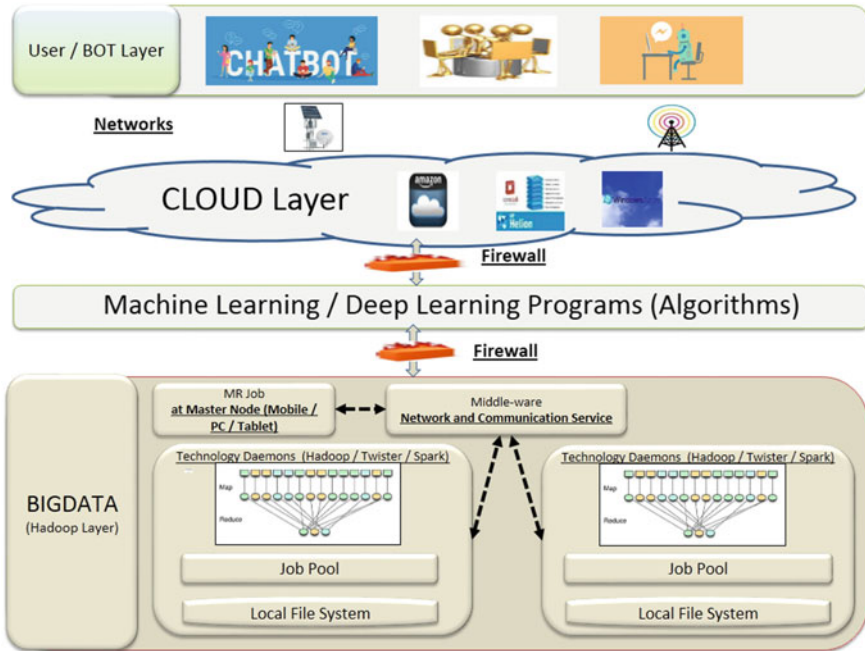 User / BOT Layer
CHATBOT
Networks
CLOUD Layer
amazon
Helion
Firewall
Machine Learning / Deep Learning Programs (Algorithms)
Firewall
MR Job
at Master Node (Mobile /
PC / Tablet)
Middle-ware
Network and Communication Service
Technology Daemons (Hadoop / Twister / Spark)
Technology Daemons (Hadoop / Twister / Spark)
Map
Reduce
Map
Reduce
BIGDATA
(Hadoop Layer)
Job Pool
Job Pool
Local File System
Local File System